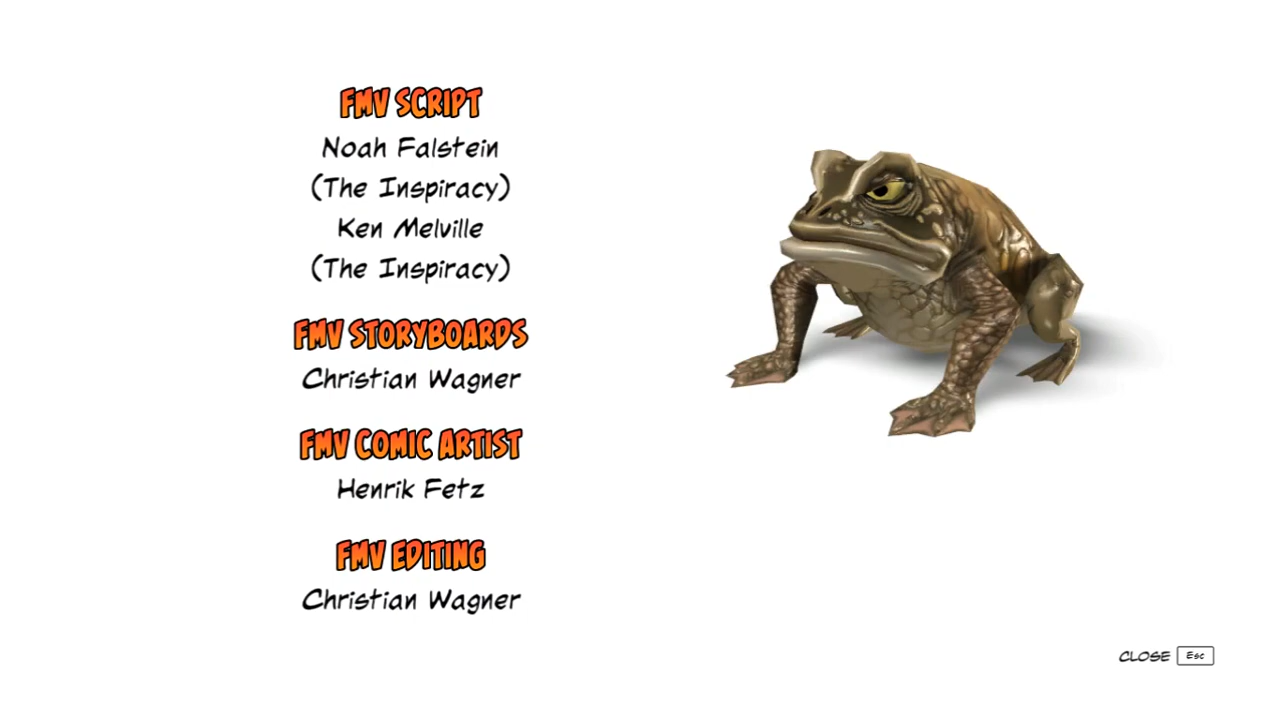 FMV SCRIPT
Noah Falstein
(The Inspiracy)
Ken Melville
(The Inspiracy)
FMV STORYBOARDS
Christian Wagner
FMV COMIC ARTIST
Henrik Fetz
FMV EDITING
Christian Wagner
CLOSE Esc